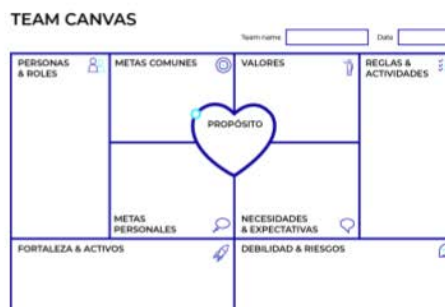 TEAM CANVAS
Team name
Date
PERSONAS
& ROLES
METAS COMUNES
VALORES
REGLAS &
ACTIVIDADES
PROPÓSITO
METAS
PERSONALES
NECESIDADES
& EXPECTATIVAS
FORTALEZA & ACTIVOS
DEBILIDAD & RIESGOS